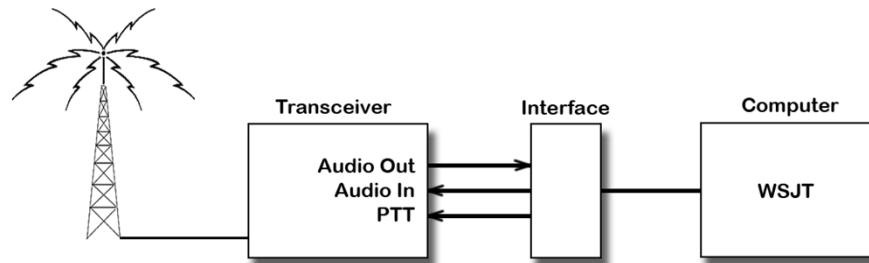 Transceiver
Interface
Computer
Audio Out
Audio In
PTT
WSJT